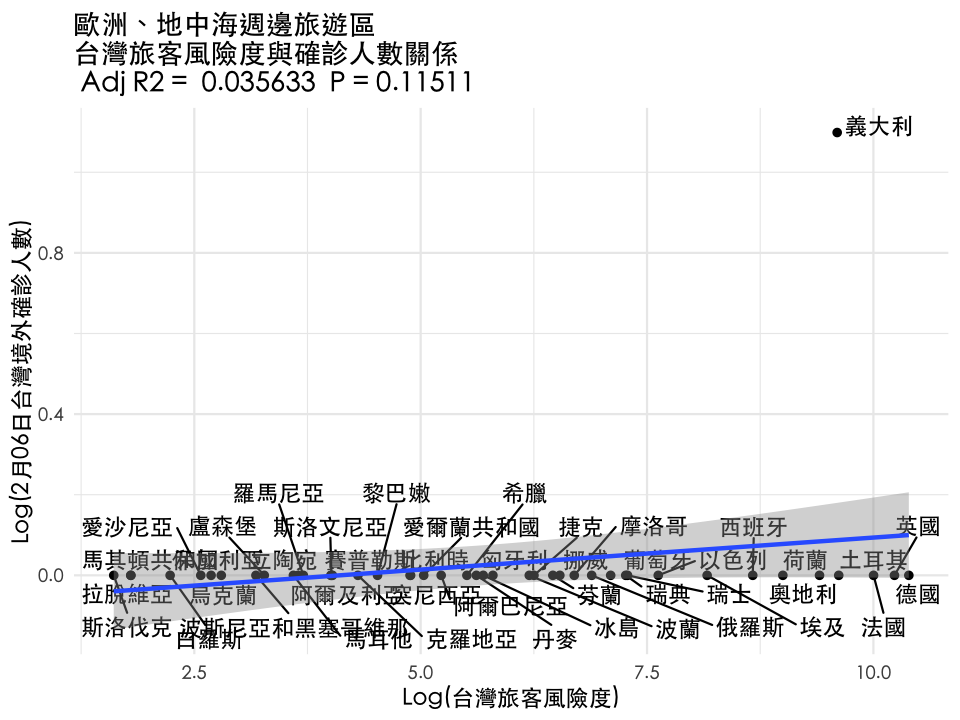 歐洲、地中海週邊旅遊區
台灣旅客風險度與確診人數關係
Adj R2 = 0.035633 P = 0.11511
義大利
Log(2月06日台灣境外確診人數)
0.8
0.4
0.0
羅馬尼亞 黎巴嫩 希臘
愛沙尼亞 盧森堡 斯洛文尼亞 愛爾蘭共和國 捷克 摩洛哥 西班牙 英國
馬其頓共 利亞 立陶宛 賽普勒斯 匈牙利 挪威 葡萄牙 以色列 荷蘭 土耳其
拉脫維亞 烏克蘭 阿爾及利亞 突尼西亞 芬蘭 瑞典 瑞士 奧地利 德國
阿爾巴尼亞
斯洛伐克 波斯尼亞和黑塞哥維那 冰島 波蘭 俄羅斯 埃及 法國
白羅斯 馬耳他 克羅地亞 丹麥
2.5 5.0 7.5 10.0
Log(台灣旅客風險度)